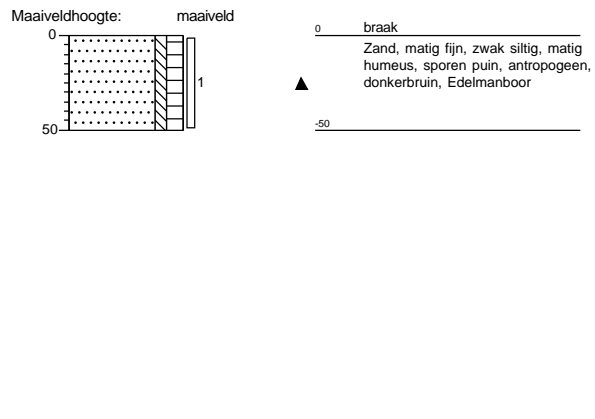 Maaiveldhoogte: maaiveld
0
1
50
0 braak
Zand, matig fijn, zwak siltig, matig
humeus, sporen puin, antropogeen,
donkerbruin, Edelmanboor
-50